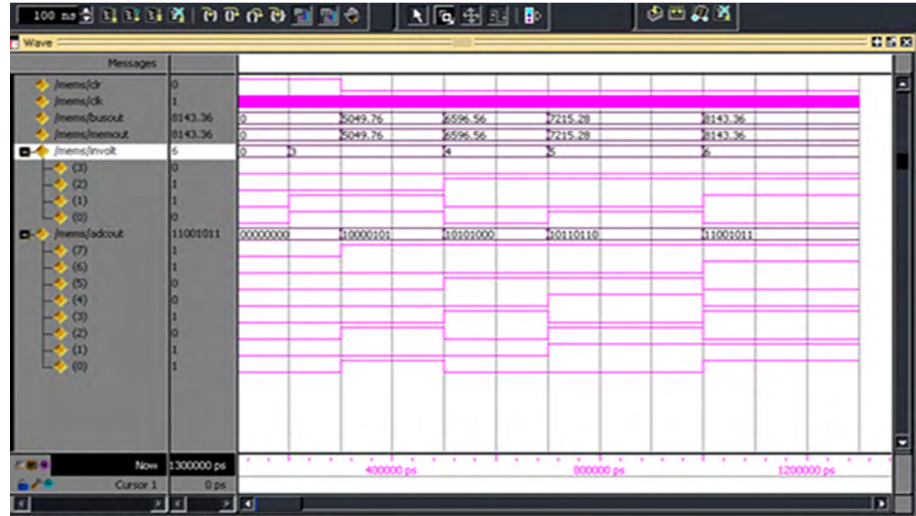 100 ns
Wave
Messages
/mems/clr 0
/mems/clk 1
/mems/busout 8143.36 0 5049.76 6596.56 7215.28 8143.36
/mems/memout 8143.36 0 5049.76 6596.56 7215.28 8143.36
/mems/involt 6 0 3 4 5 6
(3) 0
(2) 1
(1) 1
(0) 0
/mems/adcout 11001011 00000000 10000101 10101000 10110110 11001011
(7) 1
(6) 1
(5) 0
(4) 0
(3) 1
(2) 0
(1) 1
(0) 1
Now 1300000 ps 400000 ps 800000 ps 1200000 ps
Cursor 1 0 ps